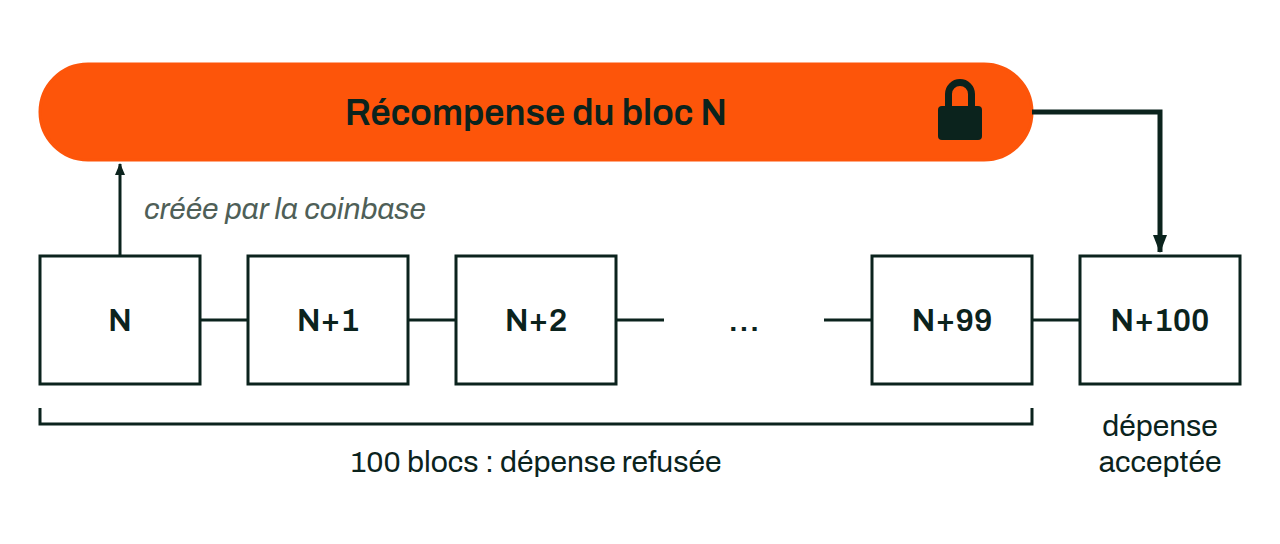 Récompense du bloc N
créée par la coinbase
N
N+1
N+2
...
N+99
N+100
100 blocs : dépense refusée
dépense
acceptée